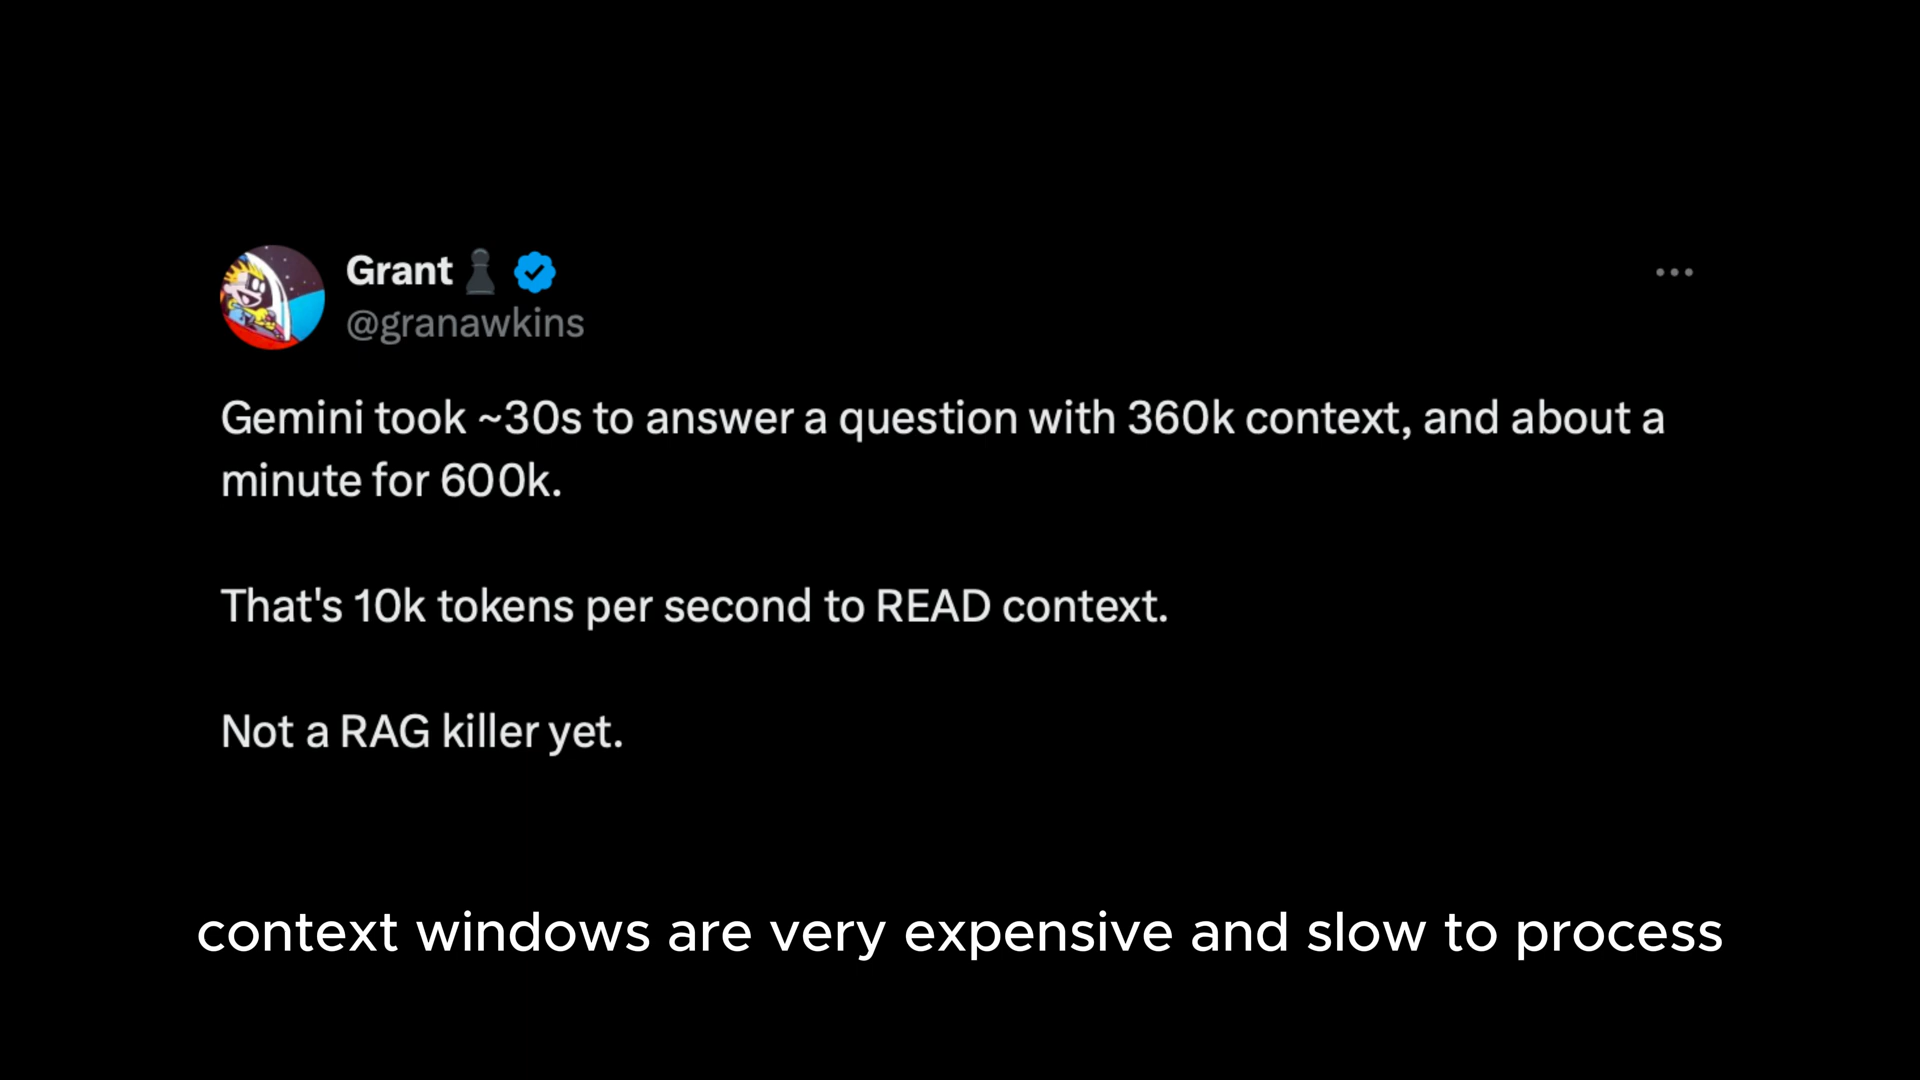 Grant
@granawkins
Gemini took ~30s to answer a question with 360k context, and about a
minute for 600k.
That's 10k tokens per second to READ context.
Not a RAG killer yet.
context windows are very expensive and slow to process